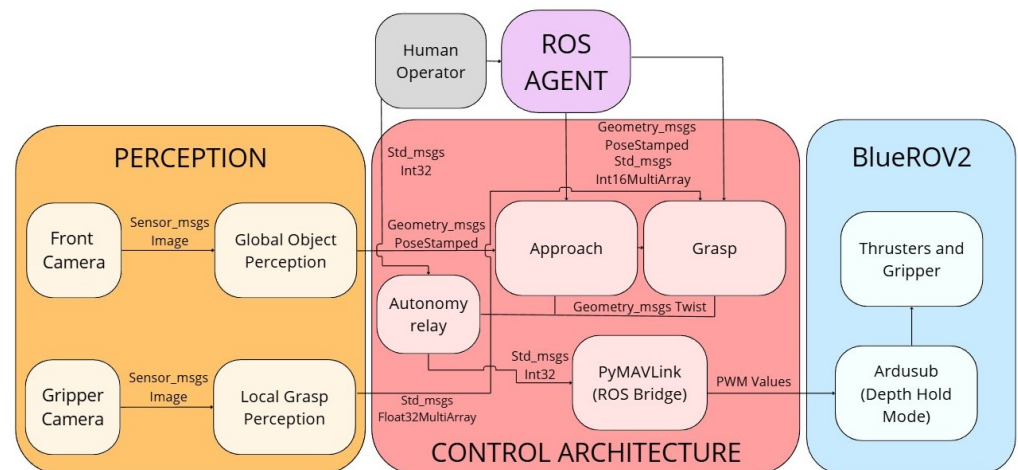 Human
Operator
ROS
AGENT
PERCEPTION
Front
Camera
Sensor_msgs
Image
Global Object
Perception
Gripper
Camera
Sensor_msgs
Image
Local Grasp
Perception
Std_msgs
Int32
Geometry_msgs
PoseStamped
Std_msgs
Int16MultiArray
Geometry_msgs
PoseStamped
Approach
Grasp
Autonomy
relay
Geometry_msgs Twist
Std_msgs
Int32
PyMAVLink
(ROS Bridge)
Std_msgs
Float32MultiArray
CONTROL ARCHITECTURE
PWM Values
BlueROV2
Thrusters and
Gripper
Ardusub
(Depth Hold
Mode)